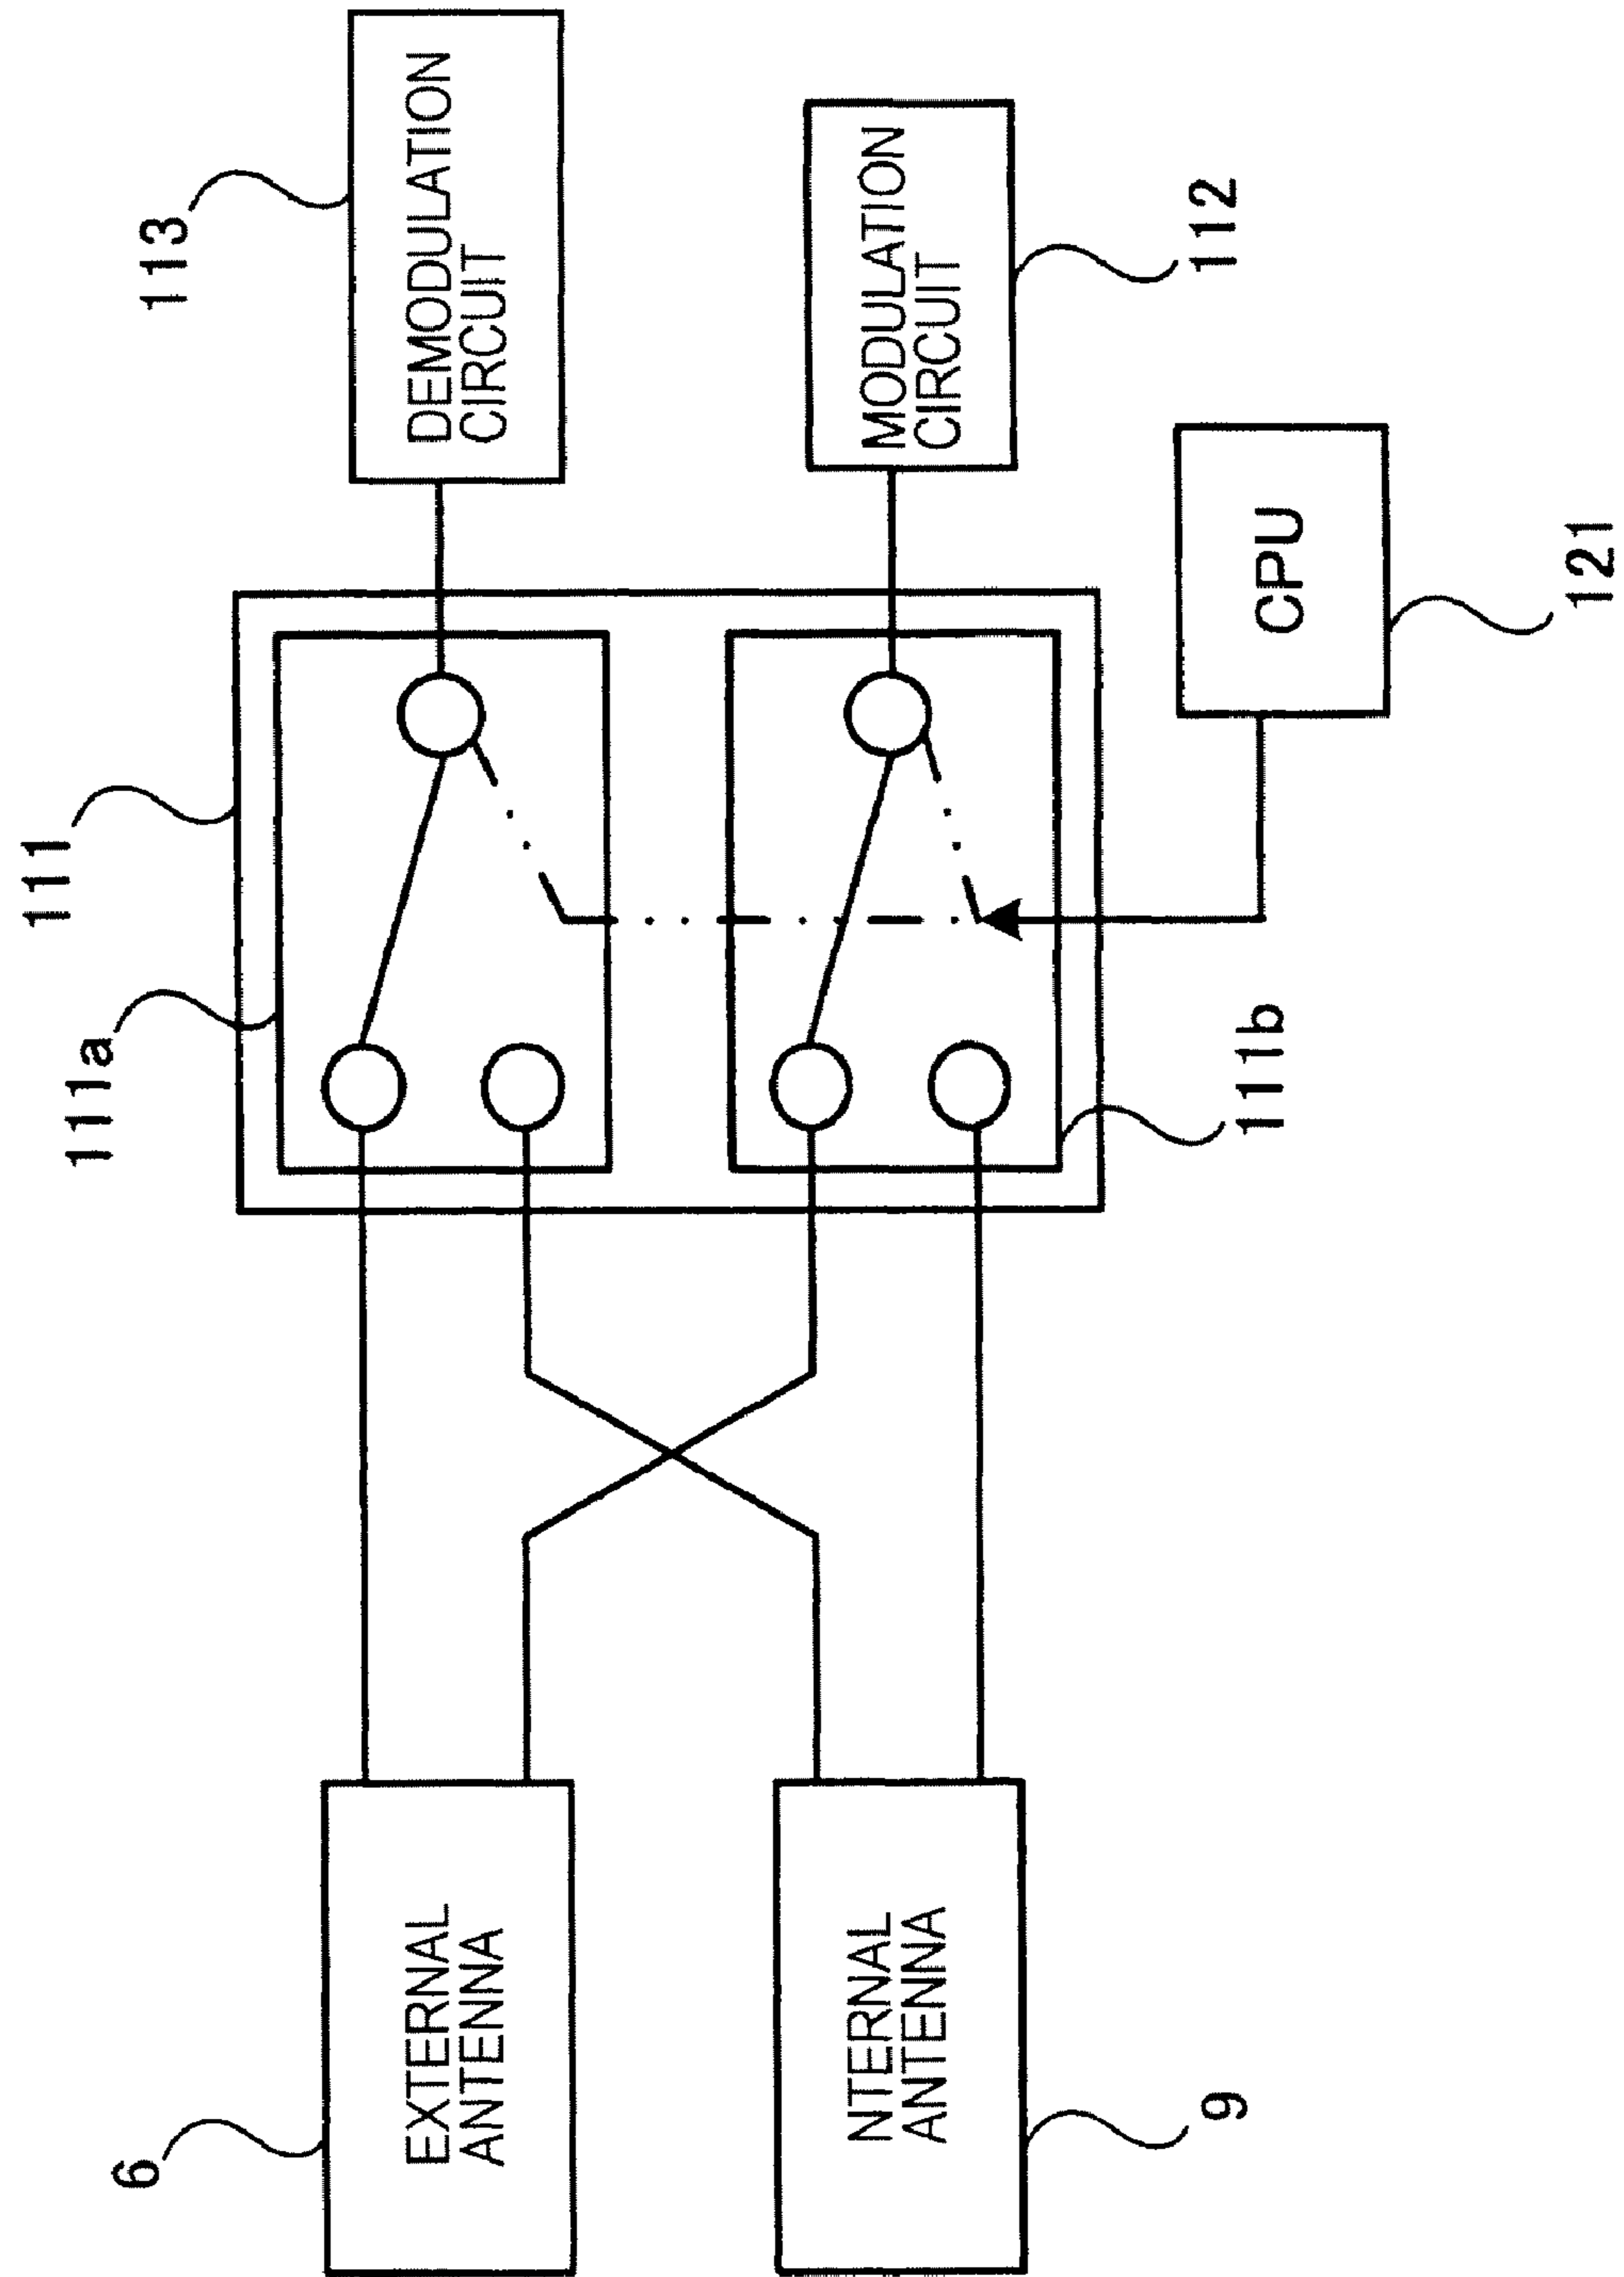 6
EXTERNAL
ANTENNA
111a
111
113
DEMODULATION
CIRCUIT
NTERNAL
ANTENNA
9
111b
MODULATION
CIRCUIT
112
CPU
121